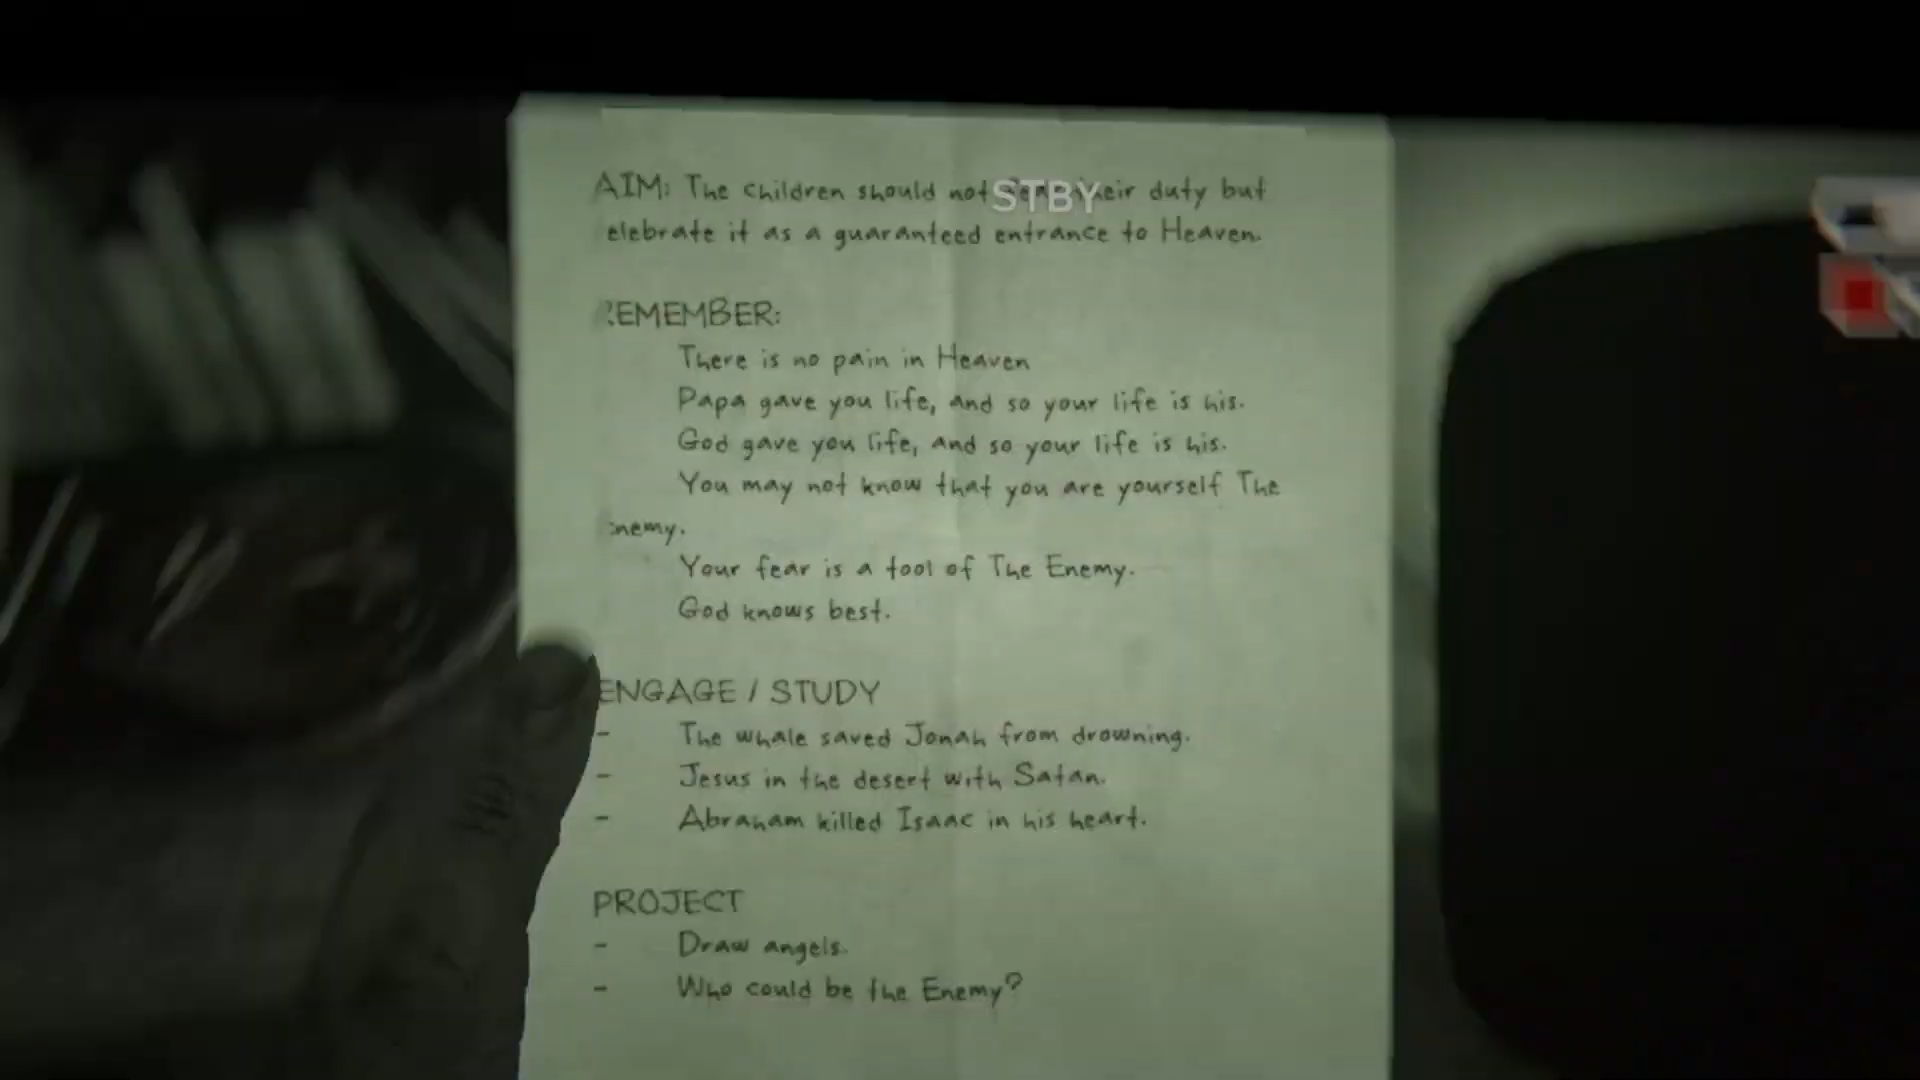 AIM: The children should not STBY their duty but
elebrate it as a guaranteed entrance to Heaven.
REMEMBER:
There is no pain in Heaven
Papa gave you life, and so your life is his.
God gave you life, and so your life is his.
You may not know that you are yourself The
Enemy.
Your fear is a tool of The Enemy.
God knows best.
ENGAGE / STUDY
- The whale saved Jonah from drowning.
- Jesus in the desert with Satan.
- Abraham killed Isaac in his heart.
PROJECT
- Draw angels.
- Who could be the Enemy?